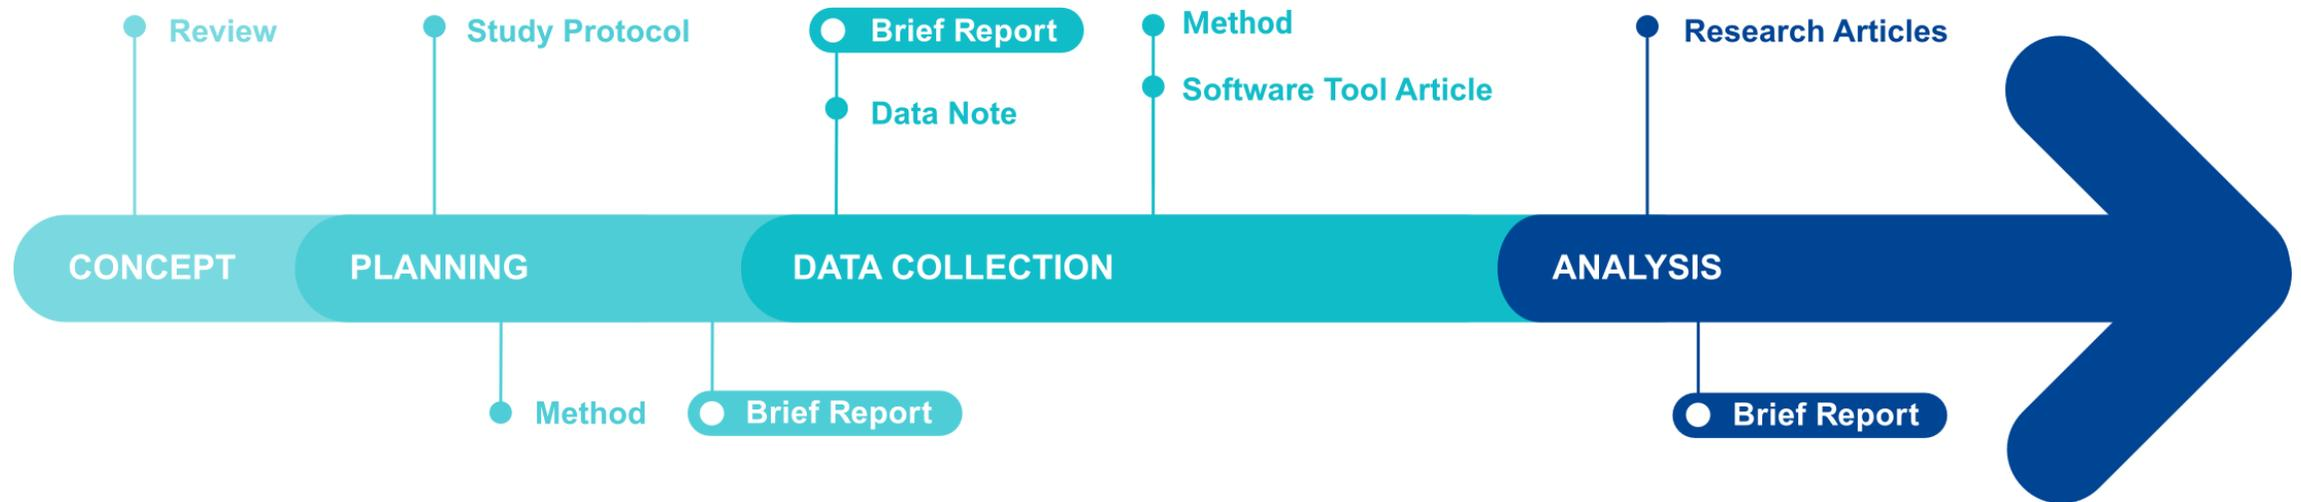 Review
Study Protocol
Brief Report
Data Note
Method
Software Tool Article
Research Articles
CONCEPT
PLANNING
DATA COLLECTION
ANALYSIS
Method
Brief Report
Brief Report